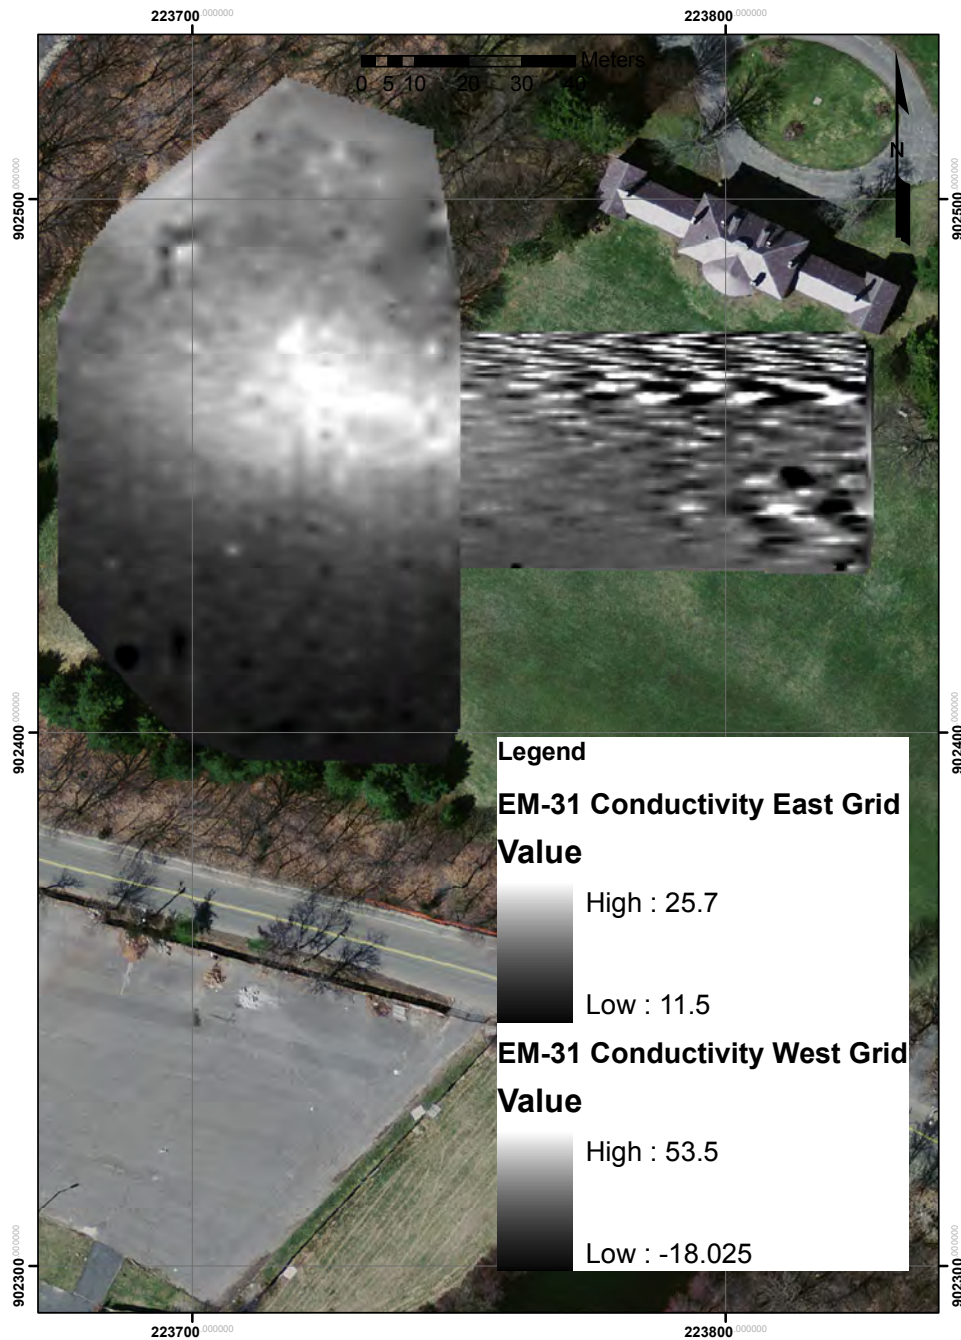 223700.000000 223800.000000
Meters
0 5 10 20 30 40
N
902500.000000 902500.000000
902400.000000 902400.000000
Legend
EM-31 Conductivity East Grid
Value
High : 25.7
Low : 11.5
EM-31 Conductivity West Grid
Value
High : 53.5
Low : -18.025
902300.000000 902300.000000
223700.000000 223800.000000